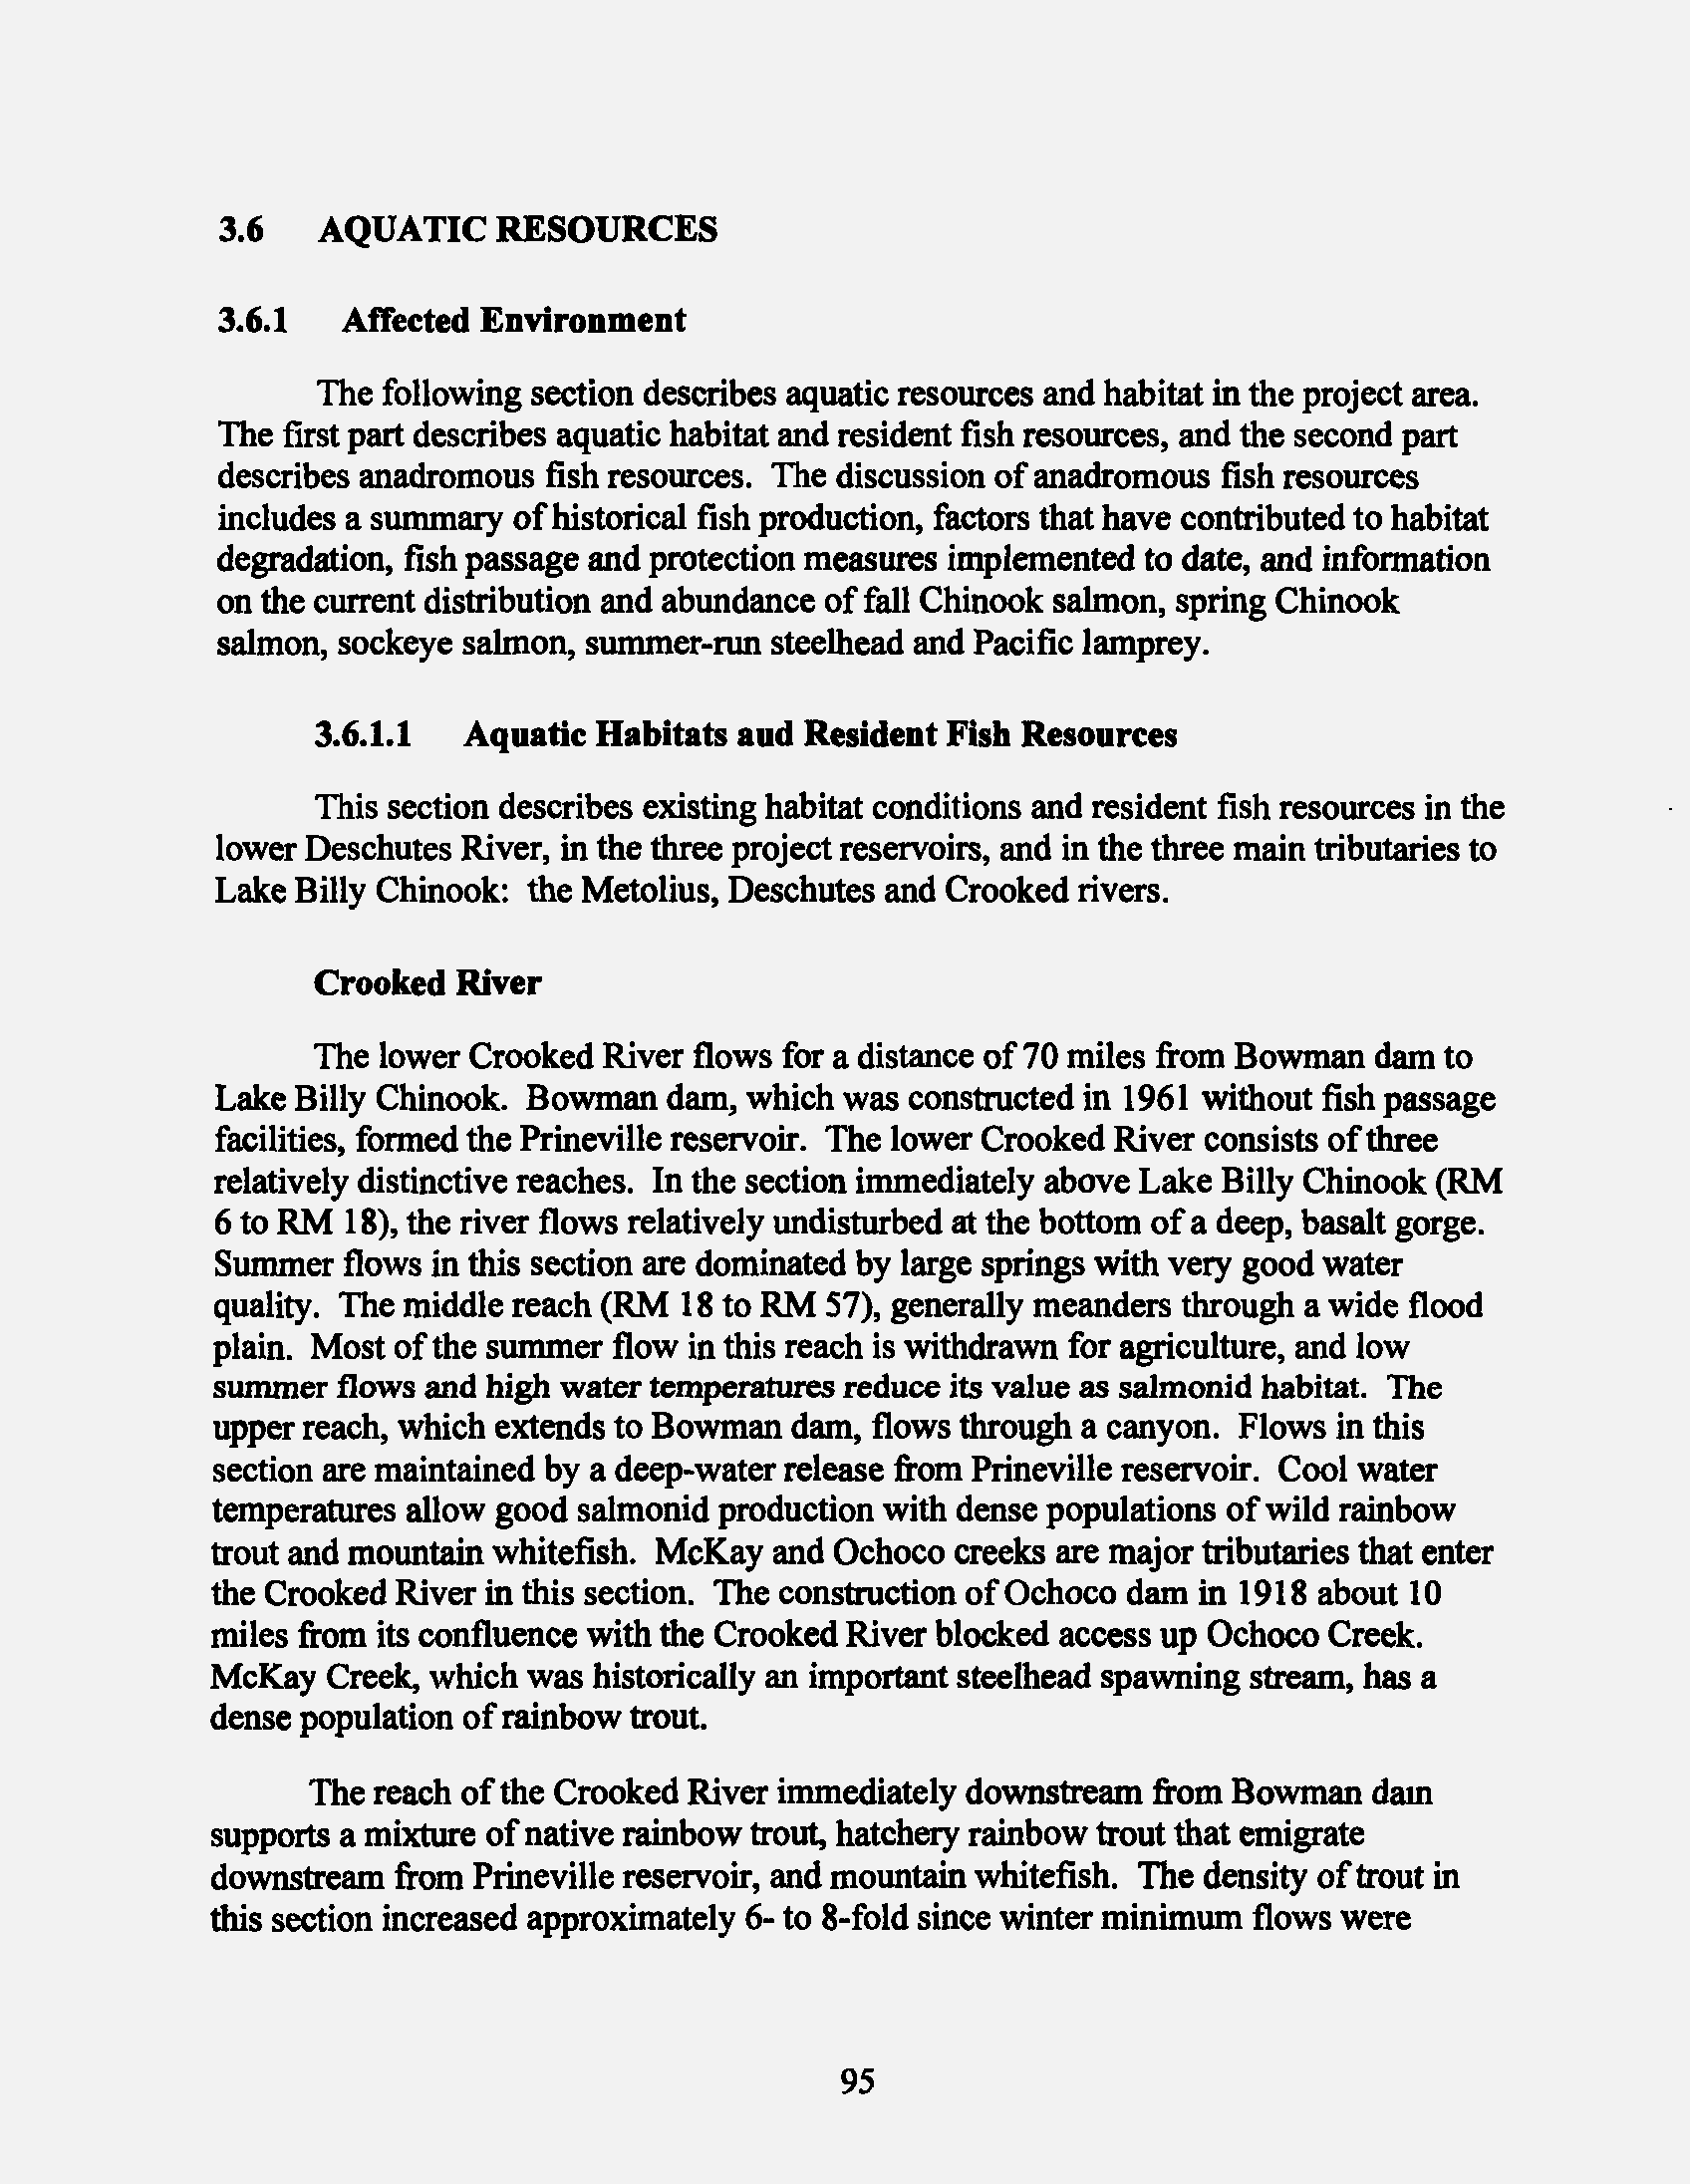 3.6 AQUATIC RESOURCES
3.6.1 Affected Environment
The following section describes aquatic resources and habitat in the project area.
The first part describes aquatic habitat and resident fish resources, and the second part
describes anadromous fish resources. The discussion of anadromous fish resources
includes a summary of historical fish production, factors that have contributed to habitat
degradation, fish passage and protection measures implemented to date, and information
on the current distribution and abundance of fall Chinook salmon, spring Chinook
salmon, sockeye salmon, summer-run steelhead and Pacific lamprey.
3.6.1.1 Aquatic Habitats aud Resident Fish Resources
This section describes existing habitat conditions and resident fish resources in the
lower Deschutes River, in the three project reservoirs, and in the three main tributaries to
Lake Billy Chinook: the Metolius, Deschutes and Crooked rivers.
Crooked River
The lower Crooked River flows for a distance of 70 miles from Bowman dam to
Lake Billy Chinook. Bowman dam, which was constructed in 1961 without fish passage
facilities, formed the Prineville reservoir. The lower Crooked River consists of three
relatively distinctive reaches. In the section immediately above Lake Billy Chinook (RM
6 to RM 18), the river flows relatively undisturbed at the bottom of a deep, basalt gorge.
Summer flows in this section are dominated by large springs with very good water
quality. The middle reach (RM 18 to RM 57), generally meanders through a wide flood
plain. Most of the summer flow in this reach is withdrawn for agriculture, and low
summer flows and high water temperatures reduce its value as salmonid habitat. The
upper reach, which extends to Bowman dam, flows through a canyon. Flows in this
section are maintained by a deep-water release from Prineville reservoir. Cool water
temperatures allow good salmonid production with dense populations of wild rainbow
trout and mountain whitefish. McKay and Ochoco creeks are major tributaries that enter
the Crooked River in this section. The construction of Ochoco dam in 1918 about 10
miles from its confluence with the Crooked River blocked access up Ochoco Creek.
McKay Creek, which was historically an important steelhead spawning stream, has a
dense population of rainbow trout.
The reach of the Crooked River immediately downstream from Bowman dam
supports a mixture of native rainbow trout, hatchery rainbow trout that emigrate
downstream from Prineville reservoir, and mountain whitefish. The density of trout in
this section increased approximately 6- to 8-fold since winter minimum flows were
95